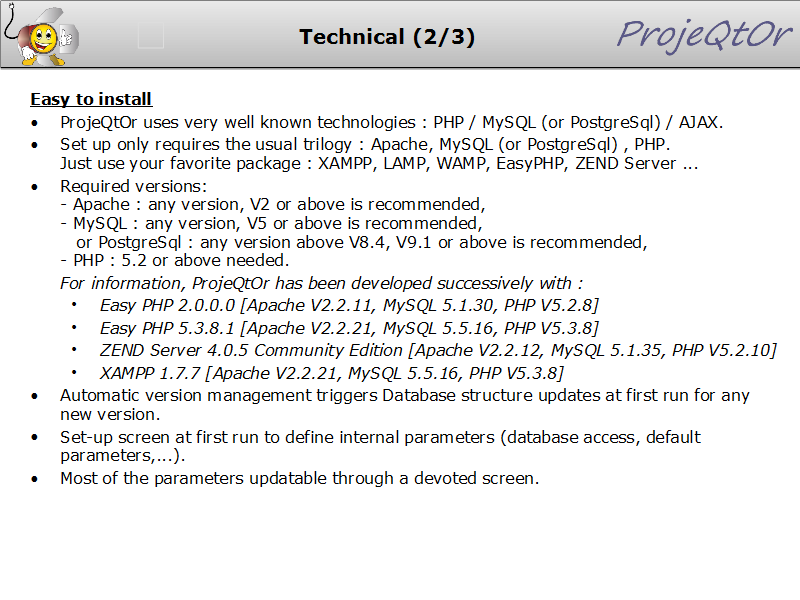 Technical (2/3)
ProjeQtOr
Easy to install
• ProjeQtOr uses very well known technologies : PHP / MySQL (or PostgreSql) / AJAX.
• Set up only requires the usual trilogy : Apache, MySQL (or PostgreSql) , PHP.
Just use your favorite package : XAMPP, LAMP, WAMP, EasyPHP, ZEND Server ...
• Required versions:
- Apache : any version, V2 or above is recommended,
- MySQL : any version, V5 or above is recommended,
or PostgreSql : any version above V8.4, V9.1 or above is recommended,
- PHP : 5.2 or above needed.
For information, ProjeQtOr has been developed successively with :
• Easy PHP 2.0.0.0 [Apache V2.2.11, MySQL 5.1.30, PHP V5.2.8]
• Easy PHP 5.3.8.1 [Apache V2.2.21, MySQL 5.5.16, PHP V5.3.8]
• ZEND Server 4.0.5 Community Edition [Apache V2.2.12, MySQL 5.1.35, PHP V5.2.10]
• XAMPP 1.7.7 [Apache V2.2.21, MySQL 5.5.16, PHP V5.3.8]
• Automatic version management triggers Database structure updates at first run for any
new version.
• Set-up screen at first run to define internal parameters (database access, default
parameters,...).
• Most of the parameters updatable through a devoted screen.